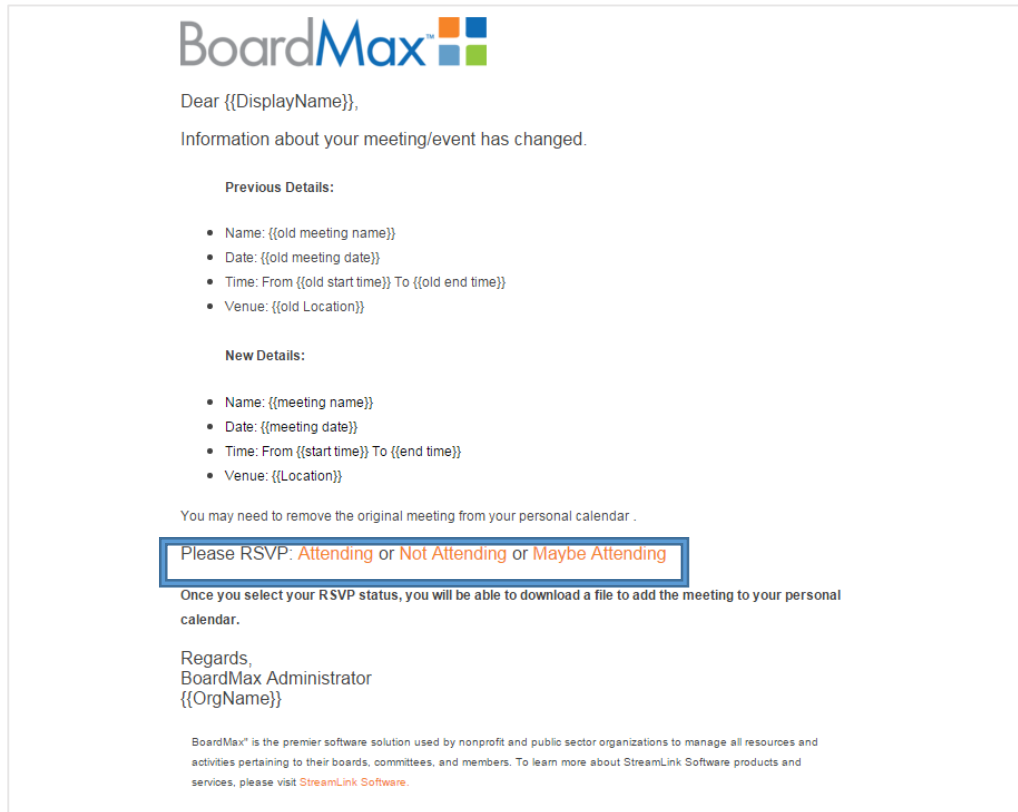 BoardMax™
Dear {{DisplayName}},
Information about your meeting/event has changed.
Previous Details:
• Name: {{old meeting name}}
• Date: {{old meeting date}}
• Time: From {{old start time}} To {{old end time}}
• Venue: {{old Location}}
New Details:
• Name: {{meeting name}}
• Date: {{meeting date}}
• Time: From {{start time}} To {{end time}}
• Venue: {{Location}}
You may need to remove the original meeting from your personal calendar .
Please RSVP: Attending or Not Attending or Maybe Attending
Once you select your RSVP status, you will be able to download a file to add the meeting to your personal
calendar.
Regards,
BoardMax Administrator
{{OrgName}}
BoardMax" is the premier software solution used by nonprofit and public sector organizations to manage all resources and
activities pertaining to their boards, committees, and members. To learn more about StreamLink Software products and
services, please visit StreamLink Software.